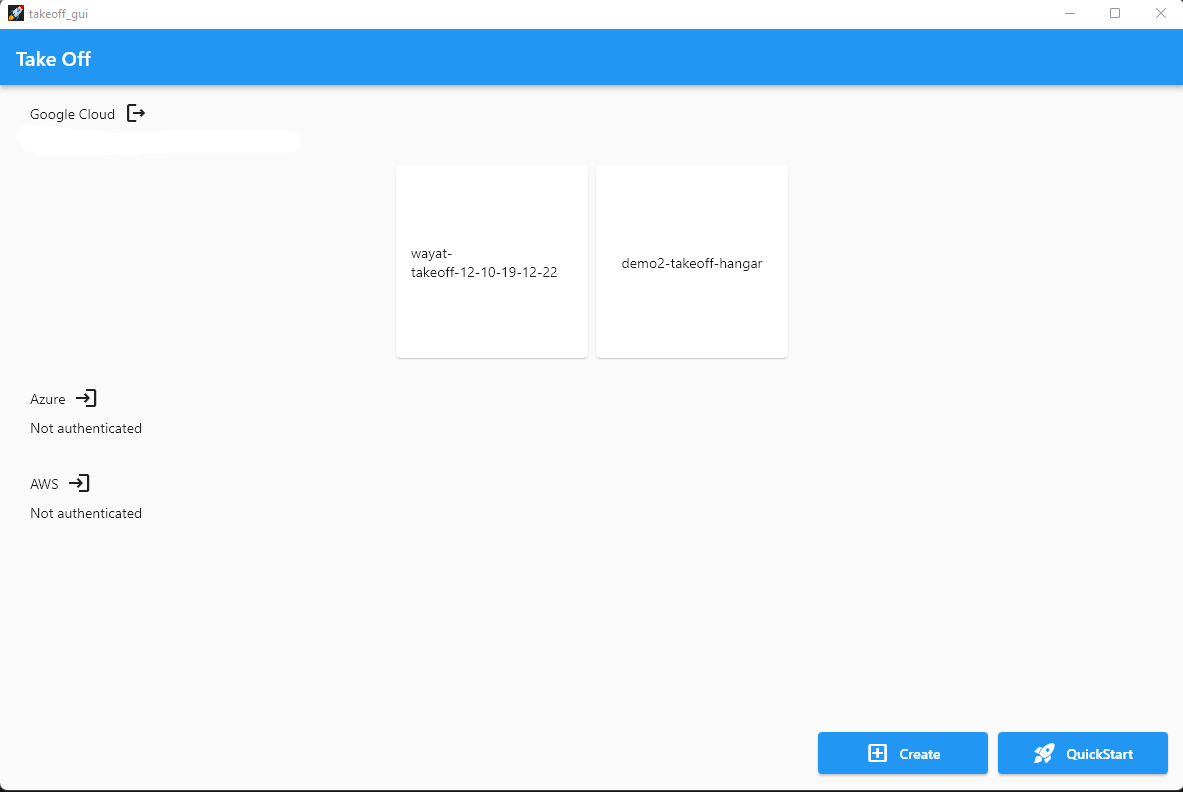 takeoff_gui
Take Off
Google Cloud
wayat-
takeoff-12-10-19-12-22
demo2-takeoff-hangar
Azure
Not authenticated
AWS
Not authenticated
Create
QuickStart